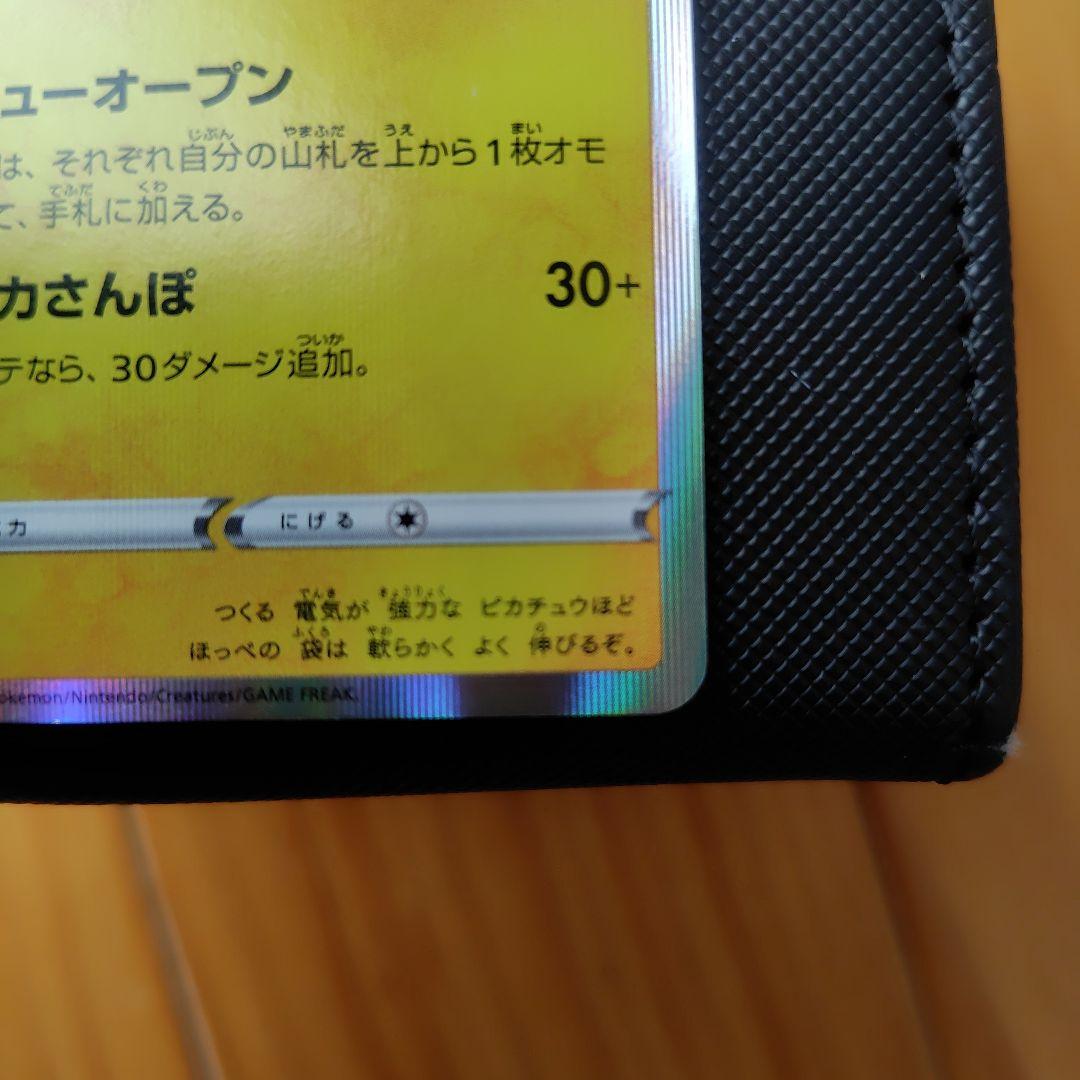 ューオープン
は、それぞれ自分の山札を上から1枚オモ
て、手札に加える。
カさんぽ 30+
テなら、30ダメージ追加。
カ にげる
つくる 電気が 強力な ピカチュウほど
ほっぺの 袋は 軟らかく よく 伸びるぞ。
okémon/Nintendo/Creatures/GAME FREAK.